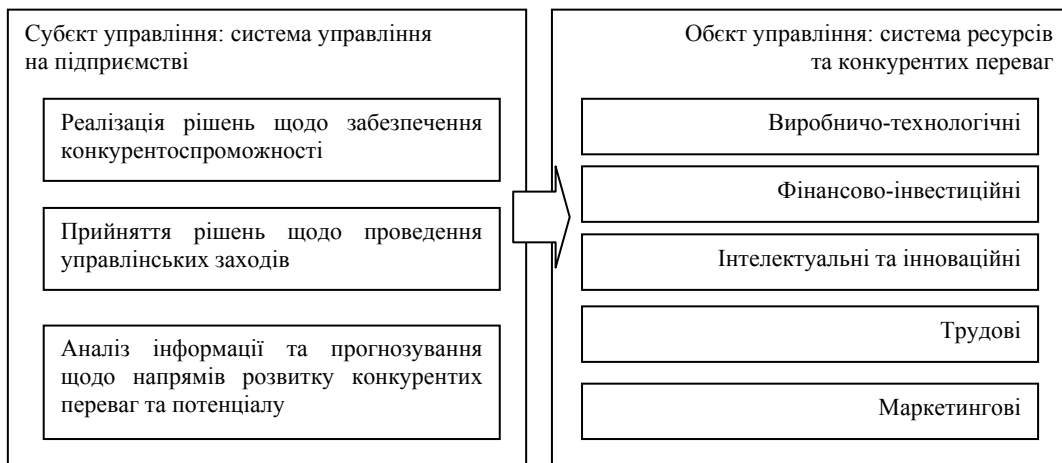 Субєкт управління: система управління
на підприємстві
Реалізація рішень щодо забезпечення
конкурентоспроможності
Прийняття рішень щодо проведення
управлінських заходів
Аналіз інформації та прогнозування
щодо напрямів розвитку конкурентих
переваг та потенціалу
Обєкт управління: система ресурсів
та конкурентих переваг
Виробничо-технологічні
Фінансово-інвестиційні
Інтелектуальні та інноваційні
Трудові
Маркетингові